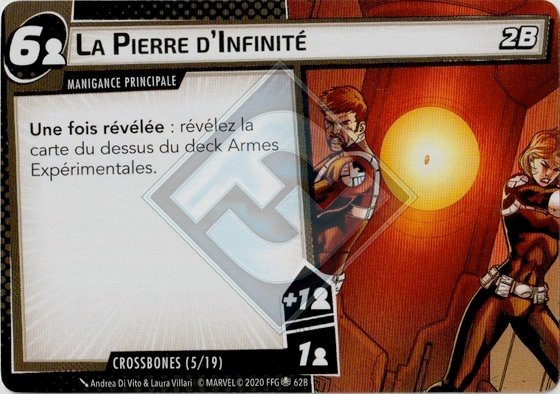 6
LA PIERRE D'INFINITÉ
2B
MANIGANCE PRINCIPALE
Une fois révélée : révélez la
carte du dessus du deck Armes
Expérimentales.
+1
1
CROSSBONES (5/19)
Andrea Di Vito & Laura Villari © MARVEL © 2020 FFG 62B